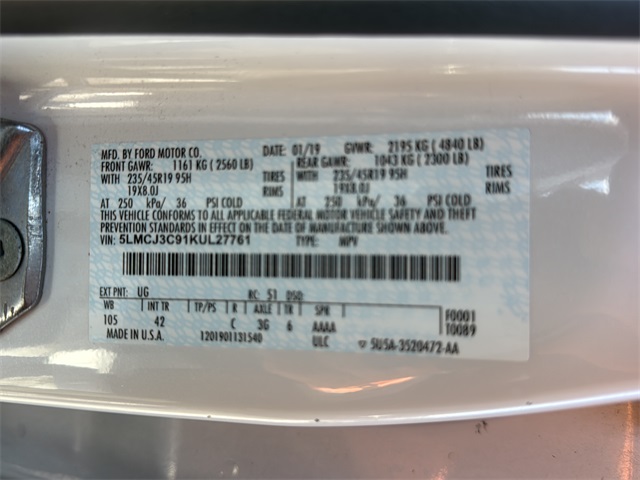 MFD. BY FORD MOTOR CO. DATE: 01/19 GVWR: 2195 KG ( 4840 LB)
FRONT GAWR: 1161 KG ( 2560 LB) REAR GAWR: 1043 KG ( 2300 LB)
WITH 235/45R19 95H TIRES WITH 235/45R19 95H TIRES
19X8.0J RIMS 19X8.0J RIMS
AT 250 kPa/ 36 PSI COLD AT 250 kPa/ 36 PSI COLD
THIS VEHICLE CONFORMS TO ALL APPLICABLE FEDERAL MOTOR VEHICLE SAFETY AND THEFT
PREVENTION STANDARDS IN EFFECT ON THE DATE OF MANUFACTURE SHOWN ABOVE.
VIN: 5LMCJ3C91KUL27761 TYPE: MPV
EXT PNT: UG RC: 51 DSO: F0001
WB INT TR TP/PS R AXLE TR SPR T0089
105 42 C 3G 6 AAAA
MADE IN U.S.A. 1201901131540 ULC 5U5A-3520472-AA